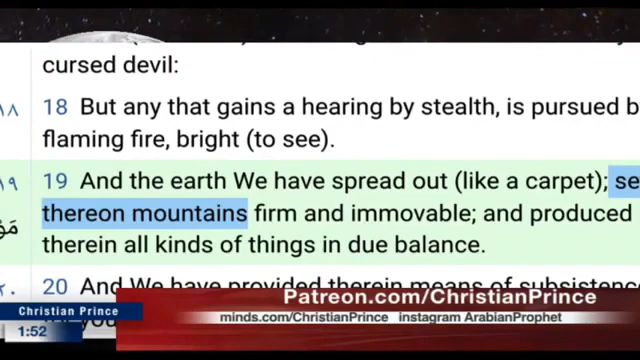 cursed devil:
١٨ 18 But any that gains a hearing by stealth, is pursued b
flaming fire, bright (to see).
١٩ 19 And the earth We have spread out (like a carpet); se
thereon mountains firm and immovable; and produced
therein all kinds of things in due balance.
20 And We have provided therein means of subsistence
Patreon.com/ChristianPrince
Christian Prince
minds.com/ChristianPrince instagram ArabianProphet
1:52